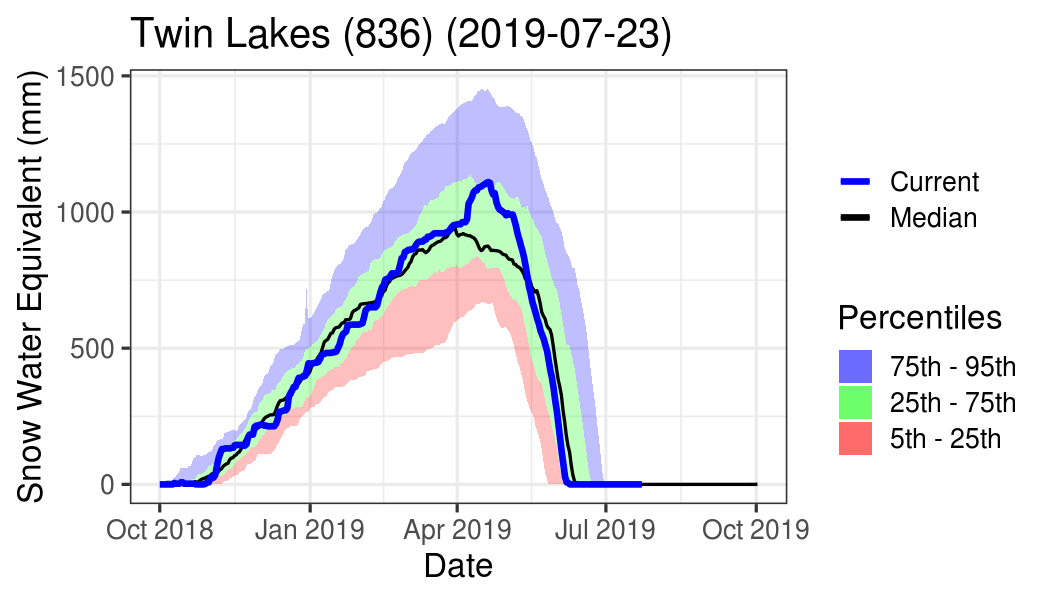 Twin Lakes (836) (2019-07-23)
Snow Water Equivalent (mm)
1500
1000
500
0
Oct 2018 Jan 2019 Apr 2019 Jul 2019 Oct 2019
Date
Current
Median
Percentiles
75th - 95th
25th - 75th
5th - 25th